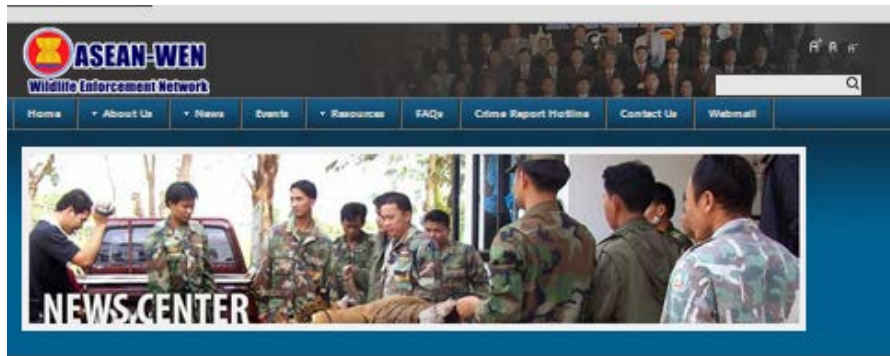 ASEAN-WEN
Wildlife Enforcement Network
A+ A A-
Home About Us News Events Resources FAQs Crime Report Hotline Contact Us Webmail
NEWS CENTER